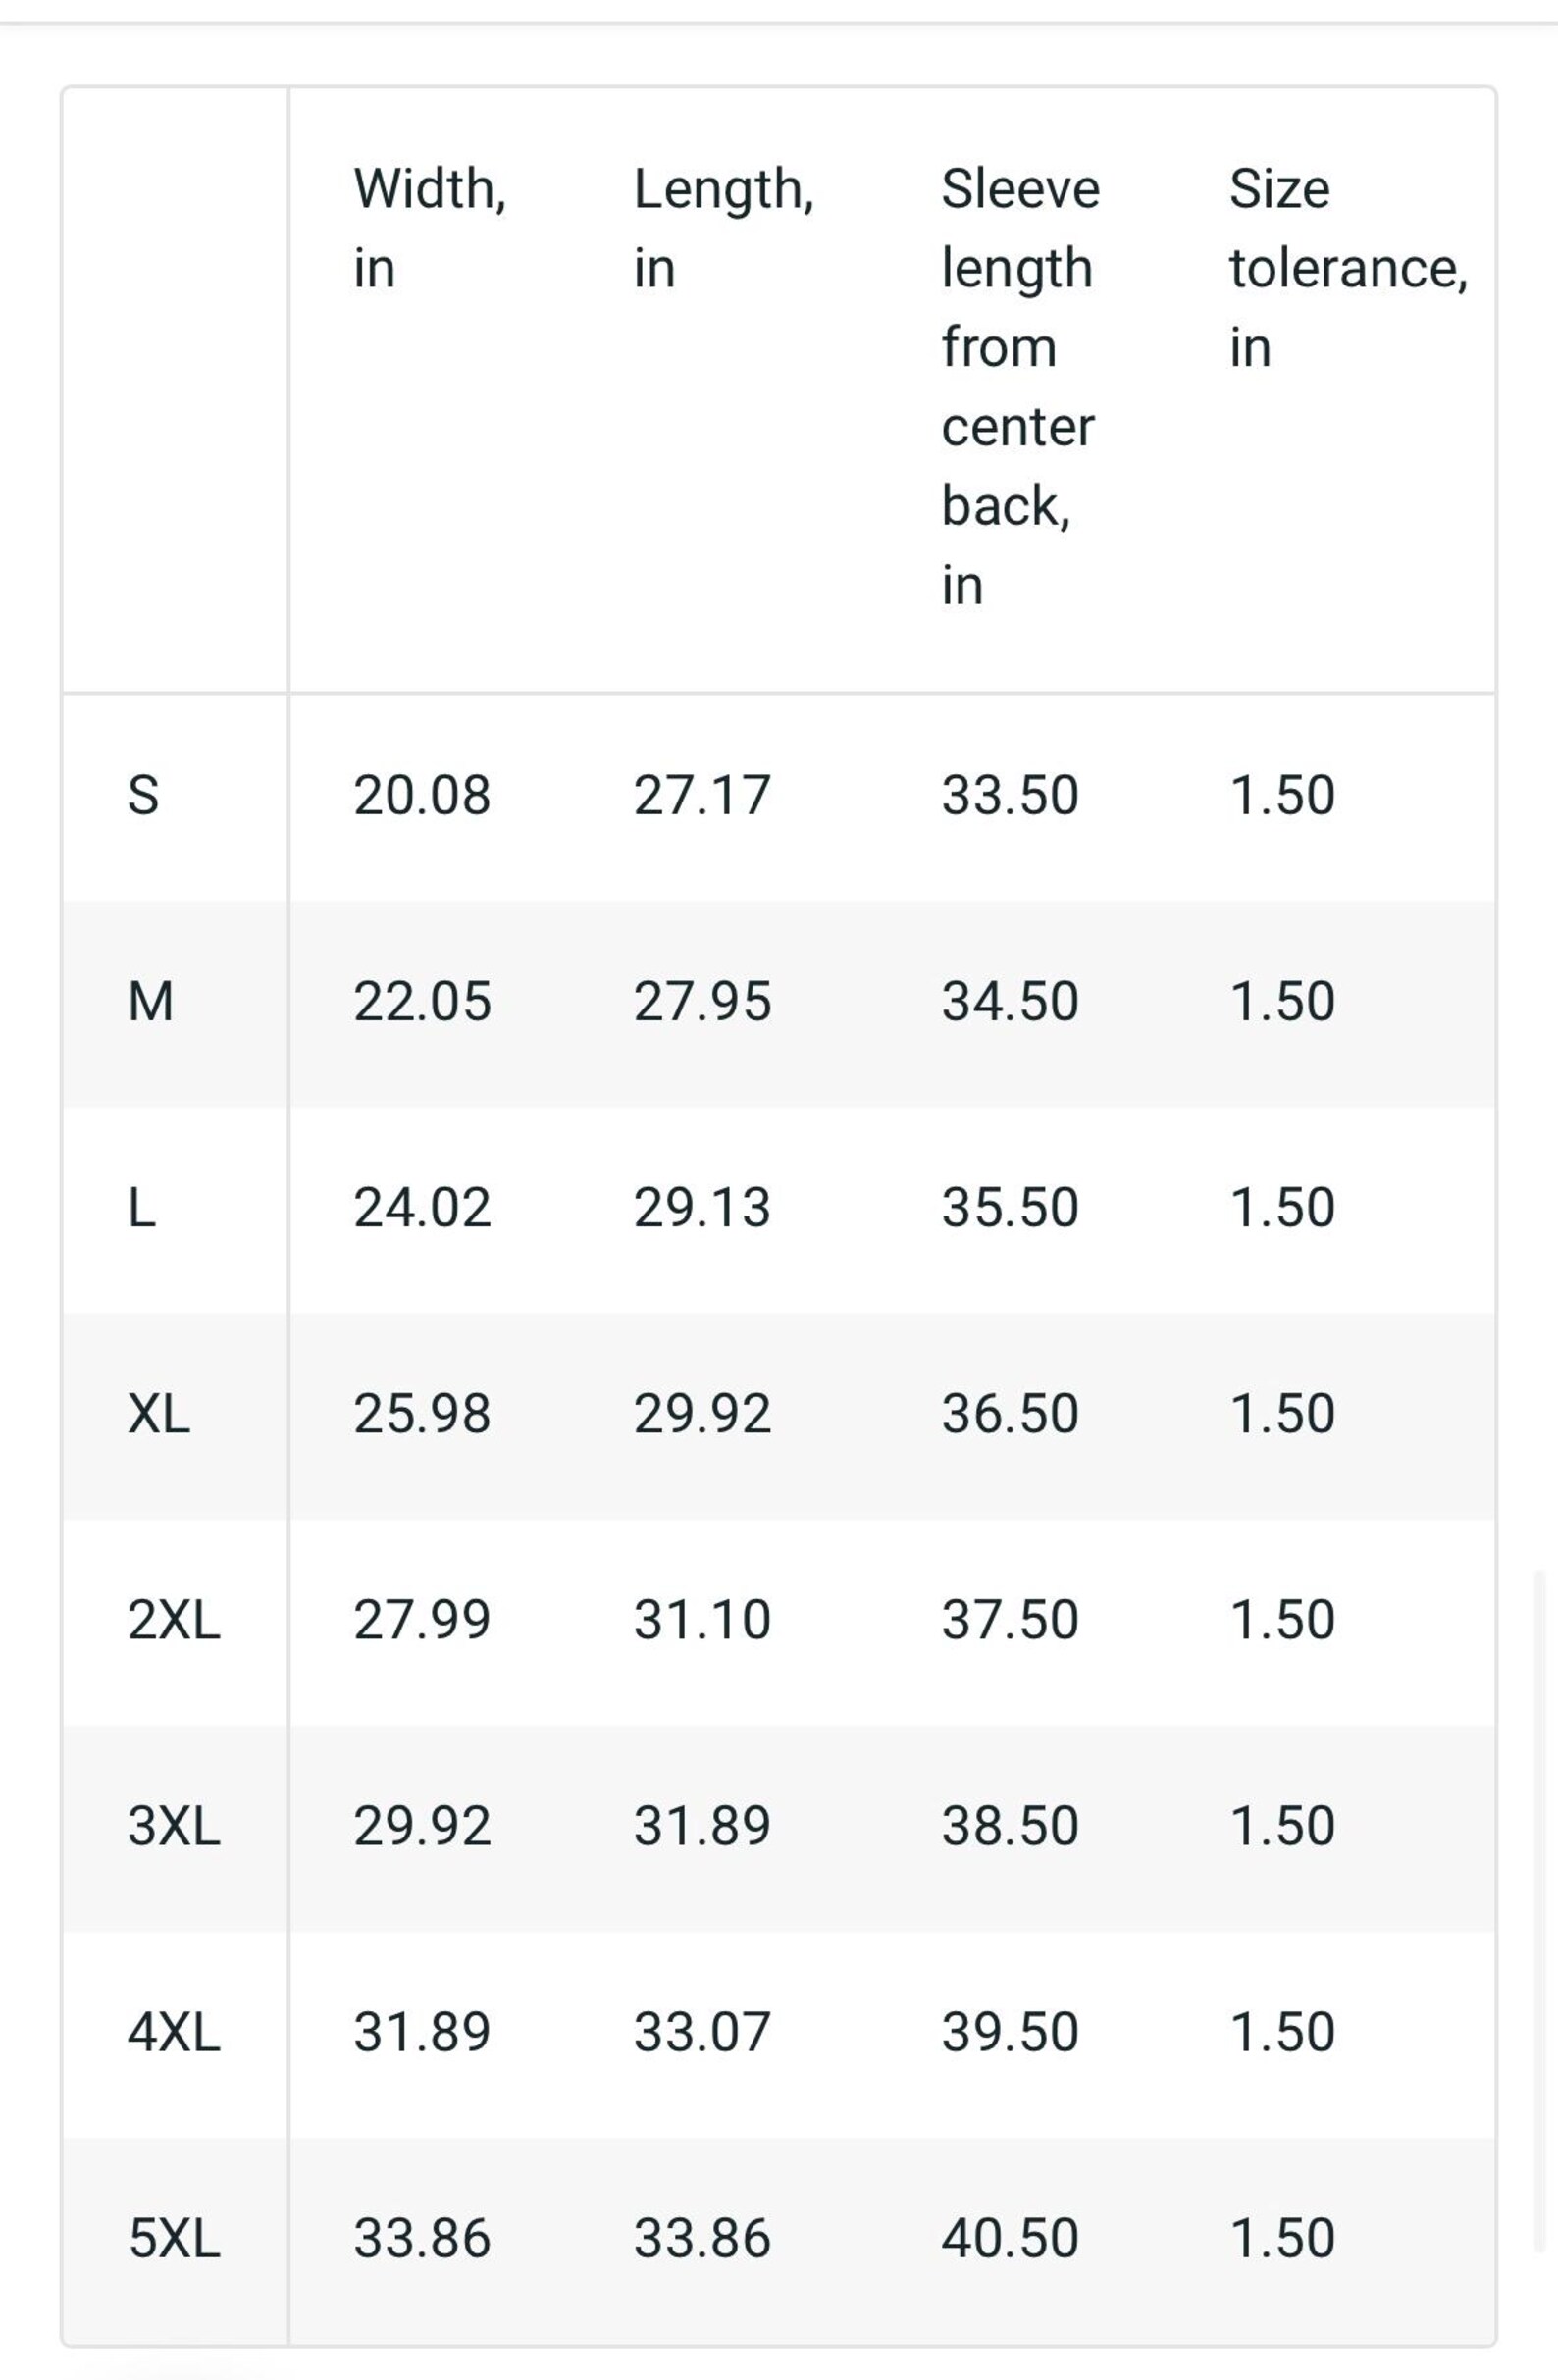 Width, in
Length, in
Sleeve length from center back, in
Size tolerance, in
S 20.08 27.17 33.50 1.50
M 22.05 27.95 34.50 1.50
L 24.02 29.13 35.50 1.50
XL 25.98 29.92 36.50 1.50
2XL 27.99 31.10 37.50 1.50
3XL 29.92 31.89 38.50 1.50
4XL 31.89 33.07 39.50 1.50
5XL 33.86 33.86 40.50 1.50